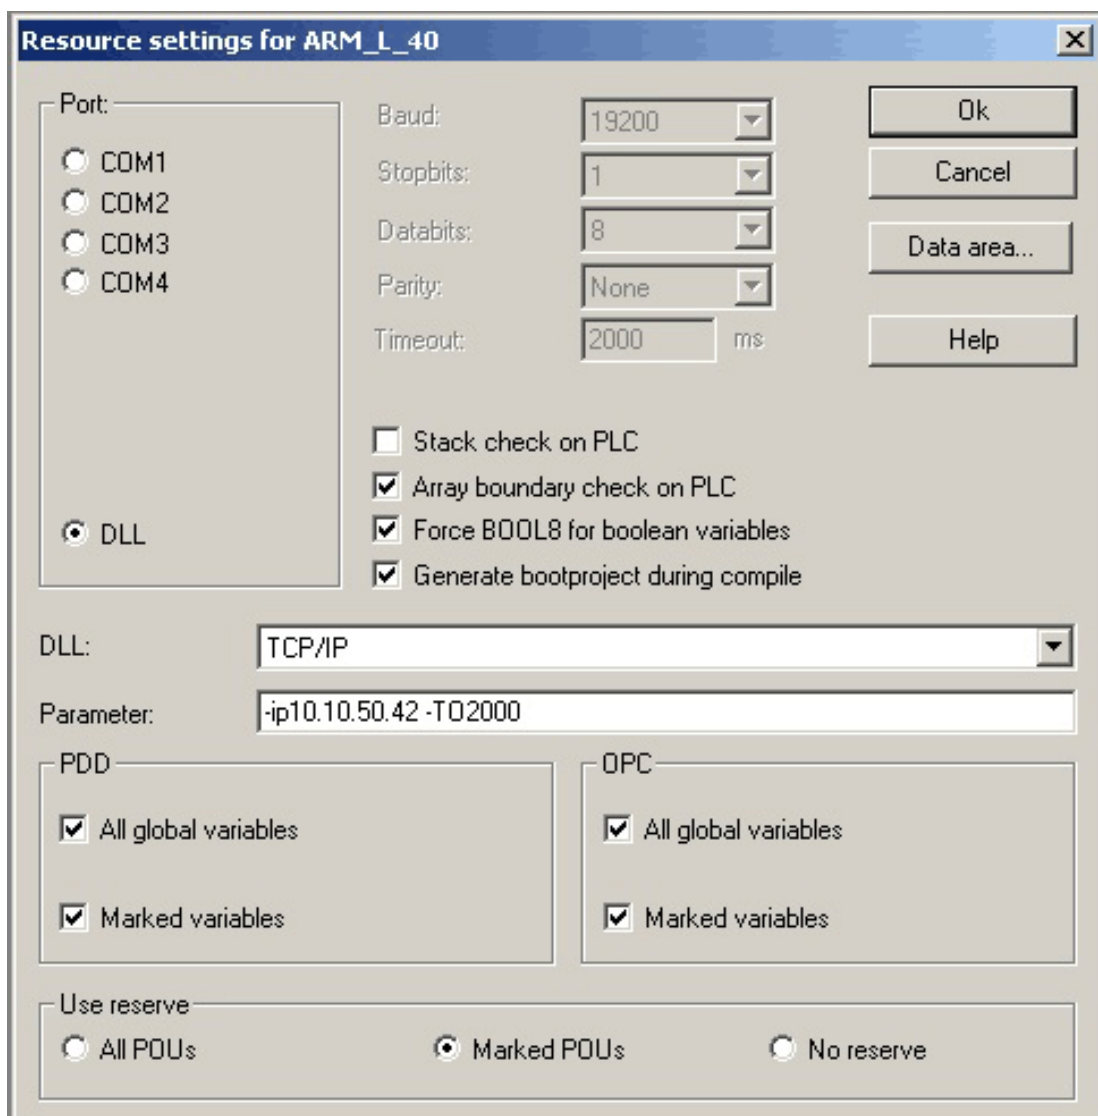 Resource settings for ARM_L_40
Port:
COM1
COM2
COM3
COM4
DLL
Baud: 19200
Stopbits: 1
Databits: 8
Parity: None
Timeout: 2000 ms
Ok
Cancel
Data area...
Help
Stack check on PLC
Array boundary check on PLC
Force BOOL8 for boolean variables
Generate bootproject during compile
DLL: TCP/IP
Parameter: -ip10.10.50.42 -TO2000
PDD
All global variables
Marked variables
OPC
All global variables
Marked variables
Use reserve
All POUs Marked POUs No reserve